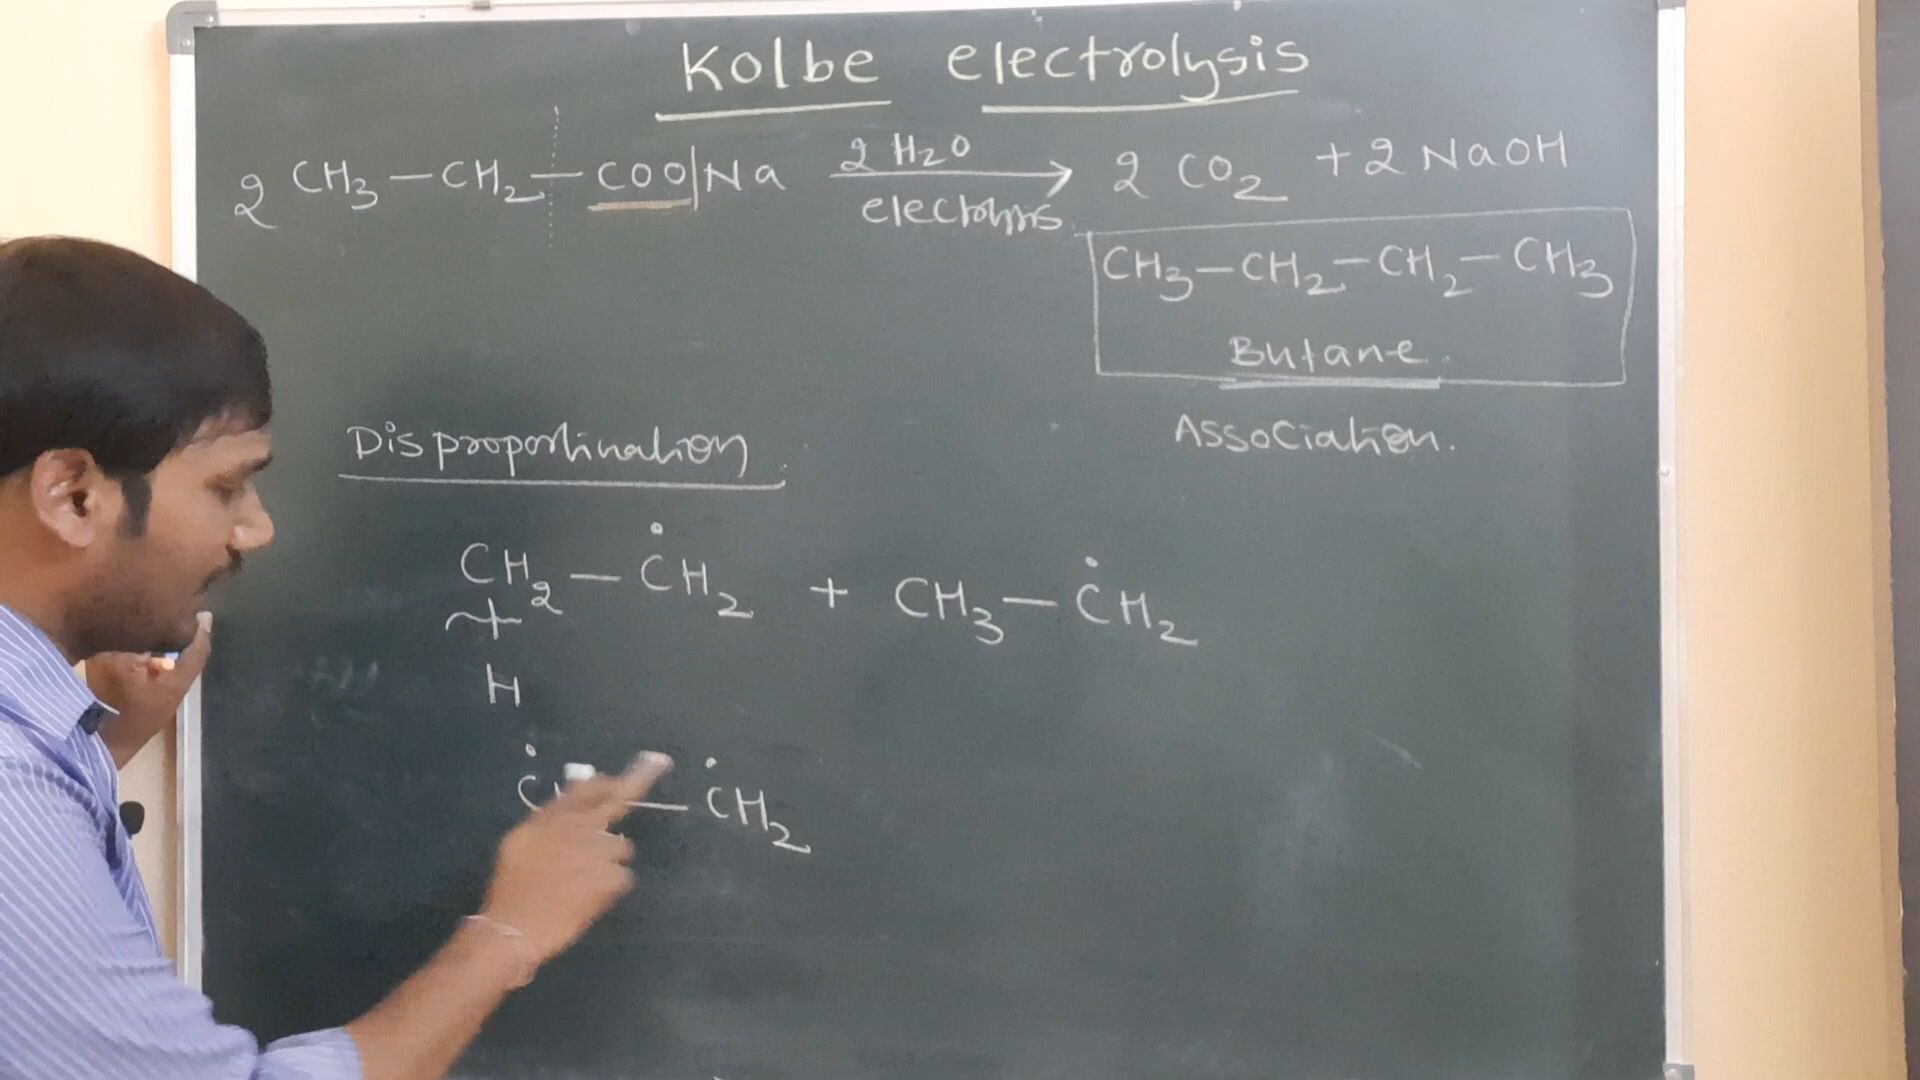 Kolbe electrolysis
2 CH3-CH2-COO|Na 2 H2O electrolysis → 2 CO2 + 2 NaOH
CH3-CH2-CH2-CH3
Butane
Association.
Disproportination
CH2-ĊH2 + CH3-ĊH2
H
ĊH2